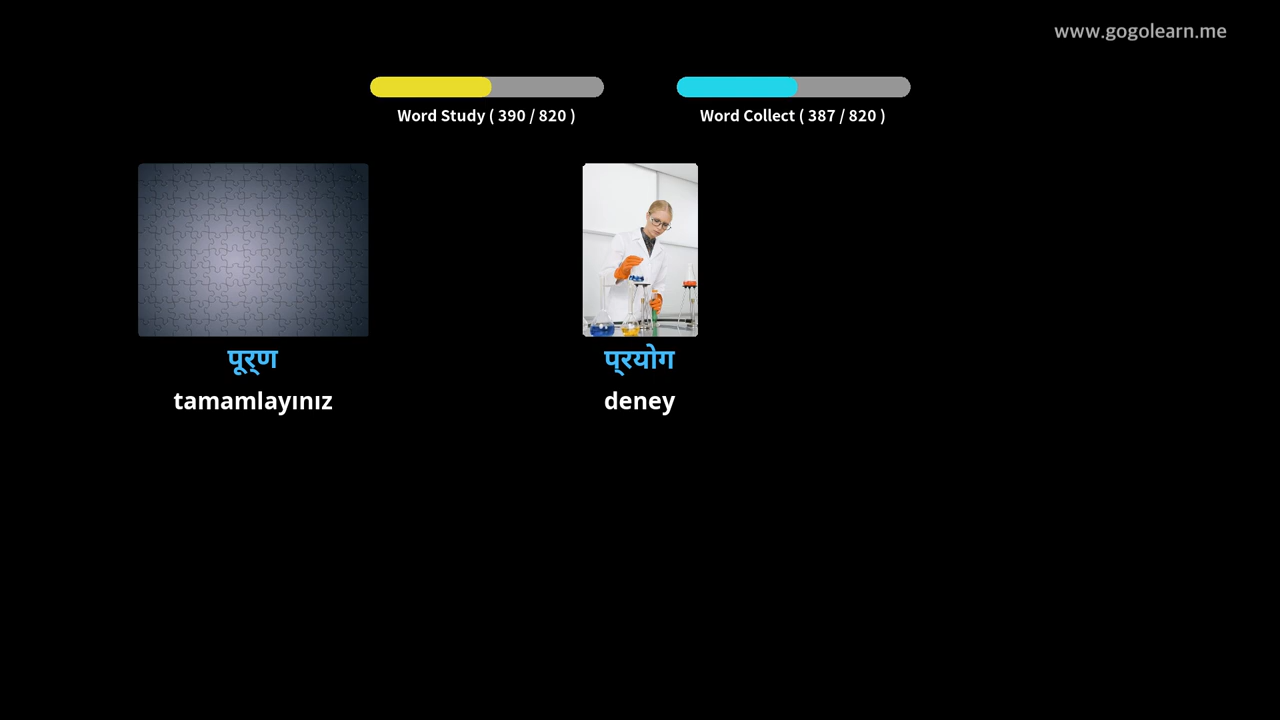 www.gogolearn.me
Word Study ( 390 / 820 )
Word Collect ( 387 / 820 )
पूर्ण
प्रयोग
tamamlayınız
deney